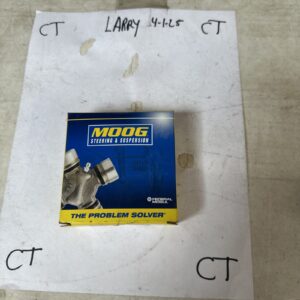 CT LARRY 4-1-25 CT
MOOG
STEERING & SUSPENSION
FEDERAL
MOGUL
THE PROBLEM SOLVER®
CT CT